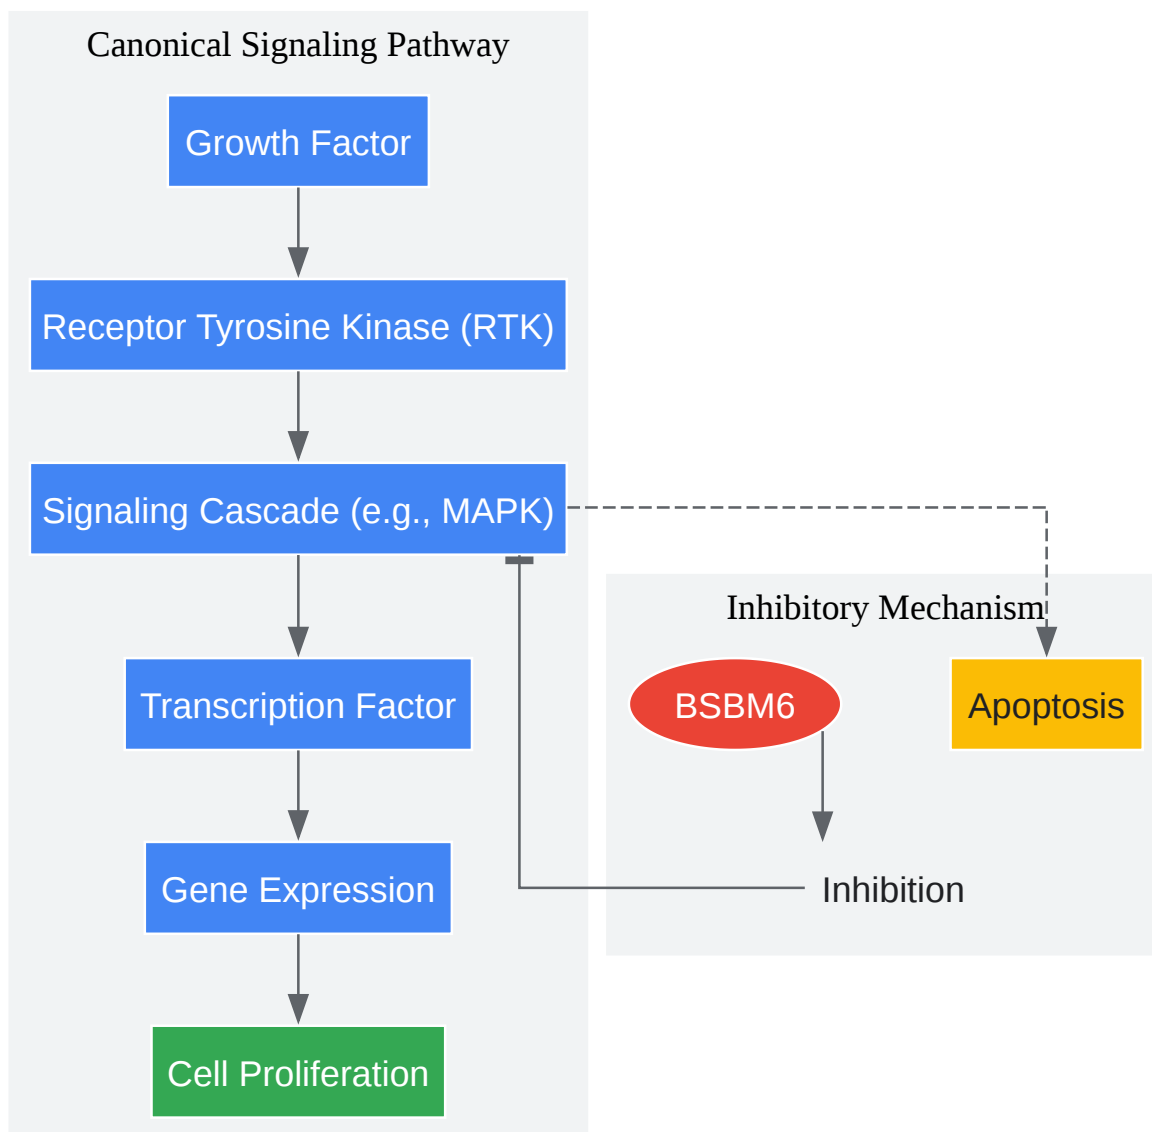 Canonical Signaling Pathway
Growth Factor
Receptor Tyrosine Kinase (RTK)
Signaling Cascade (e.g., MAPK)
Transcription Factor
Gene Expression
Cell Proliferation
Inhibitory Mechanism
BSBM6
Apoptosis
Inhibition